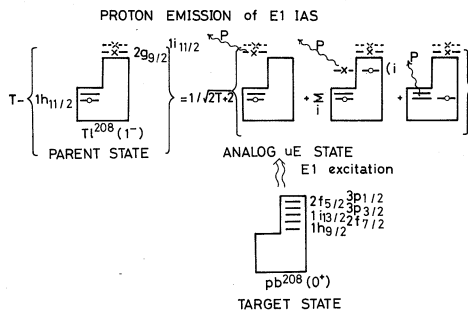 PROTON EMISSION of E1 IAS
P
1i11/2
P
P
2g9/2
(i
T-
1h11/2
=1/√2T+2
+ Σ
i
+
Tl208(1-)
PARENT STATE
ANALOG uE STATE
E1 excitation
2f5/2 3p1/2
1i13/2 3p3/2
1h9/2 2f7/2
pb208(0+)
TARGET STATE